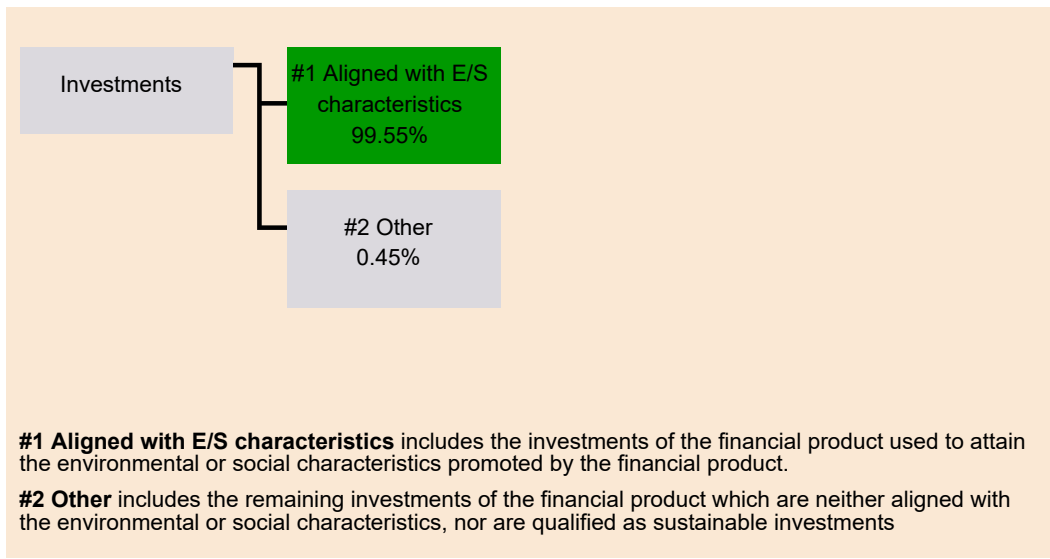 Investments
#1 Aligned with E/S
characteristics
99.55%
#2 Other
0.45%
#1 Aligned with E/S characteristics includes the investments of the financial product used to attain
the environmental or social characteristics promoted by the financial product.
#2 Other includes the remaining investments of the financial product which are neither aligned with
the environmental or social characteristics, nor are qualified as sustainable investments